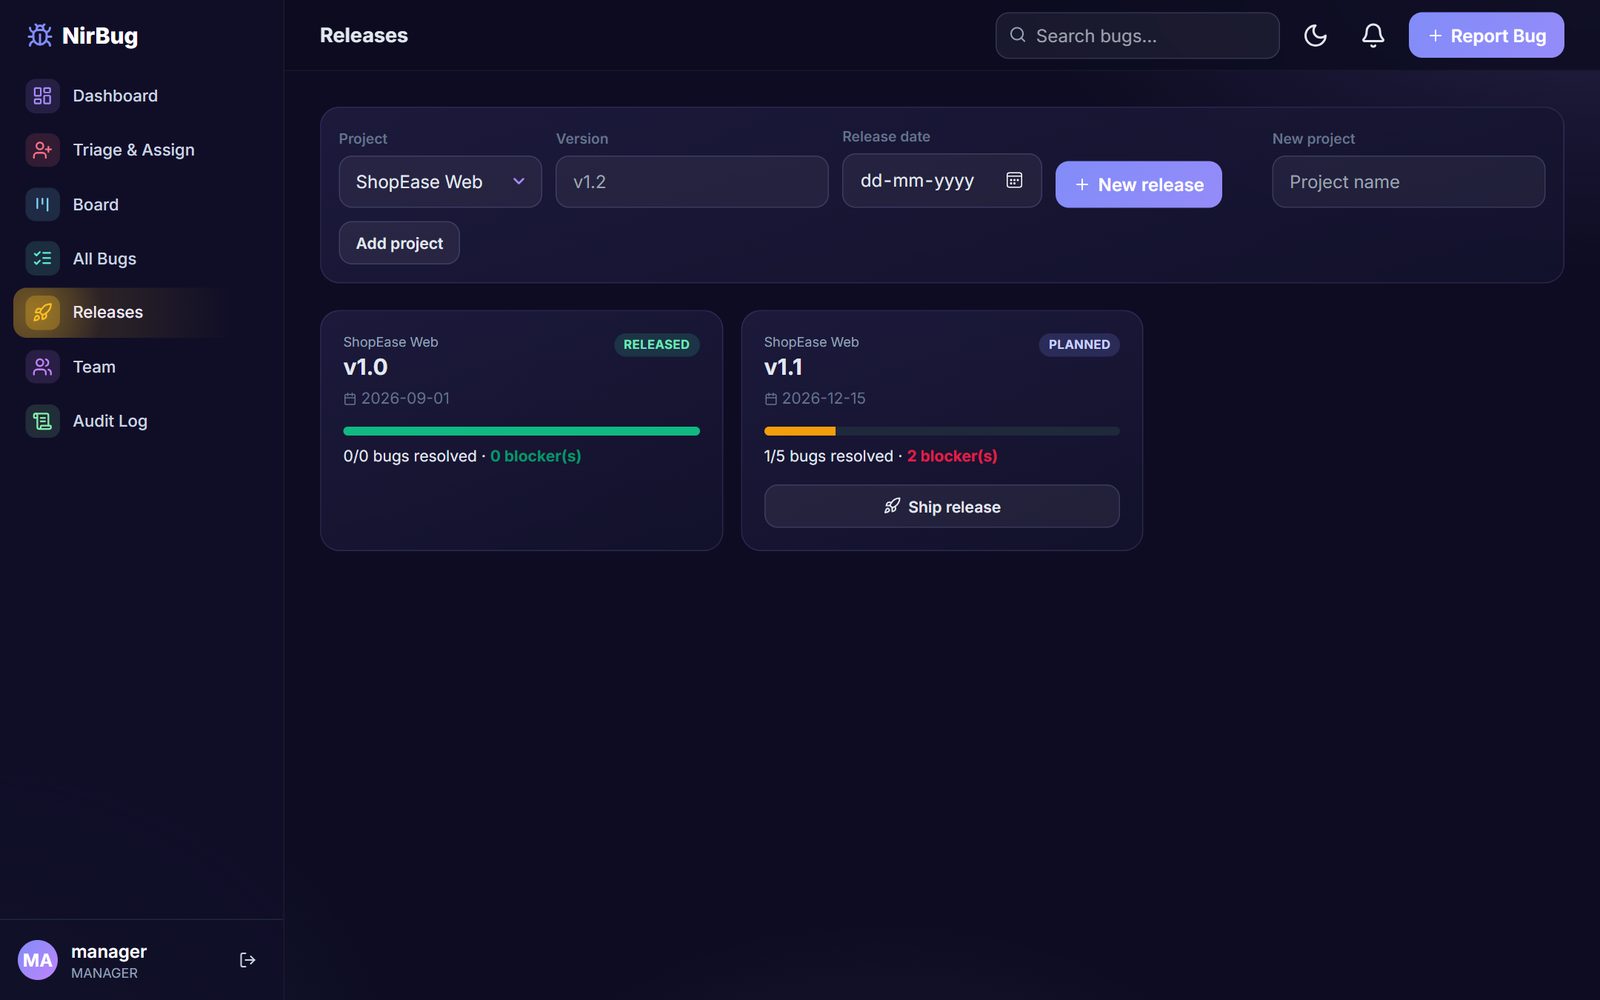 NirBug
Dashboard
Triage & Assign
Board
All Bugs
Releases
Team
Audit Log
manager
MA
MANAGER
Releases
Search bugs...
Report Bug
Project
ShopEase Web
Version
v1.2
Release date
dd-mm-yyyy
New release
New project
Project name
Add project
ShopEase Web
RELEASED
v1.0
2026-09-01
0/0 bugs resolved · 0 blocker(s)
ShopEase Web
PLANNED
v1.1
2026-12-15
1/5 bugs resolved · 2 blocker(s)
Ship release